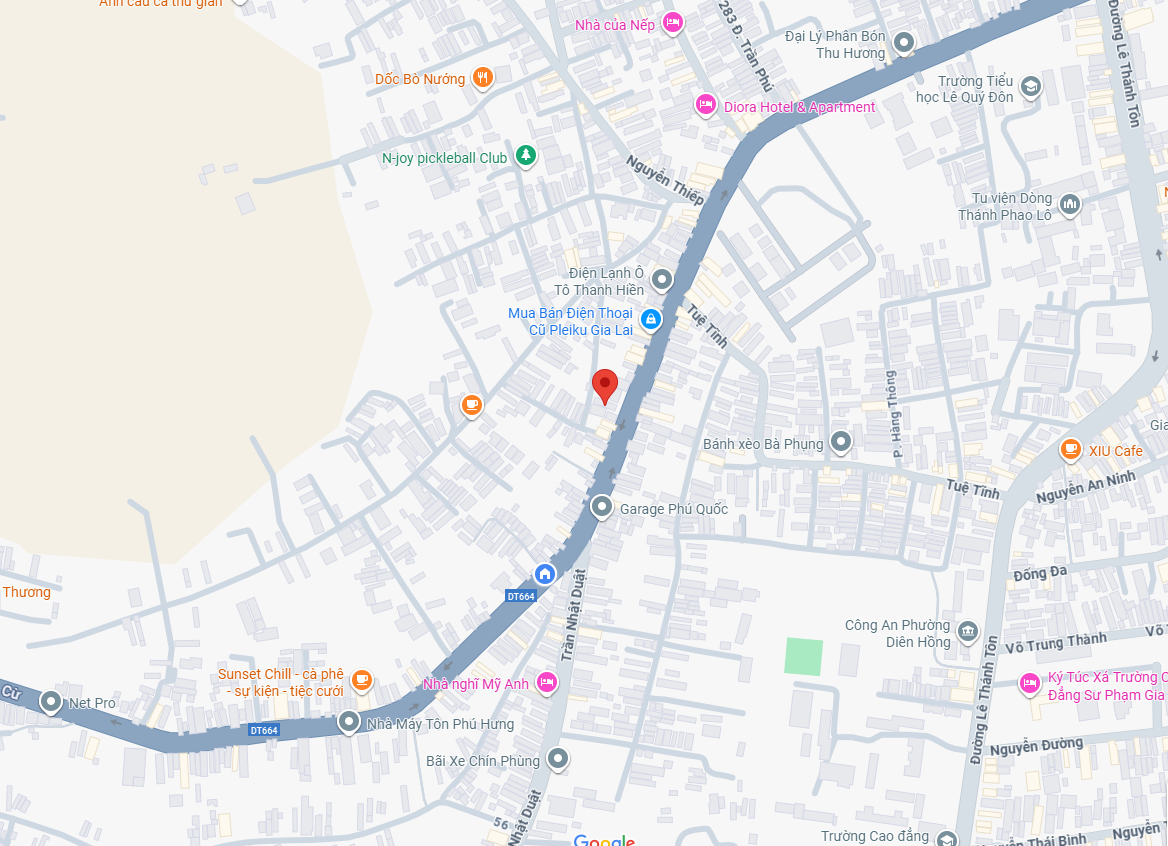 Anh câu cá thư giãn
Nhà của Nếp
283 Đ. Trần Phú
Đại Lý Phân Bón
Thu Hương
Đường Lê Thánh Tôn
Dốc Bò Nướng
Trường Tiểu
học Lê Quý Đôn
Diora Hotel & Apartment
N-joy pickleball Club
Nguyễn Thiếp
Tu viện Dòng
Thánh Phao Lô
Điện Lạnh Ô
Tô Thanh Hiền
Mua Bán Điện Thoại
Cũ Pleiku Gia Lai
Tuệ Tĩnh
P. Hàng Thông
Bánh xèo Bà Phụng
XIU Cafe
Gia
Tuệ Tĩnh
Nguyễn An Ninh
Garage Phú Quốc
Đống Đa
Thương
DT664
Trần Nhật Duật
Công An Phường
Diên Hồng
Võ Trung Thành
Võ
Sunset Chill - cà phê
- sự kiện - tiệc cưới
Nhà nghĩ Mỹ Anh
Ký Túc Xá Trường C
Đẳng Sư Phạm Gia
Cừ
Net Pro
DT664
Nhà Máy Tôn Phú Hưng
Đường Lê Thánh Tôn
Nguyễn Đường
Bãi Xe Chín Phùng
56
Nhật Duật
Google
Trường Cao đẳng
Nguyễn Thái Bình
Nguyễn T